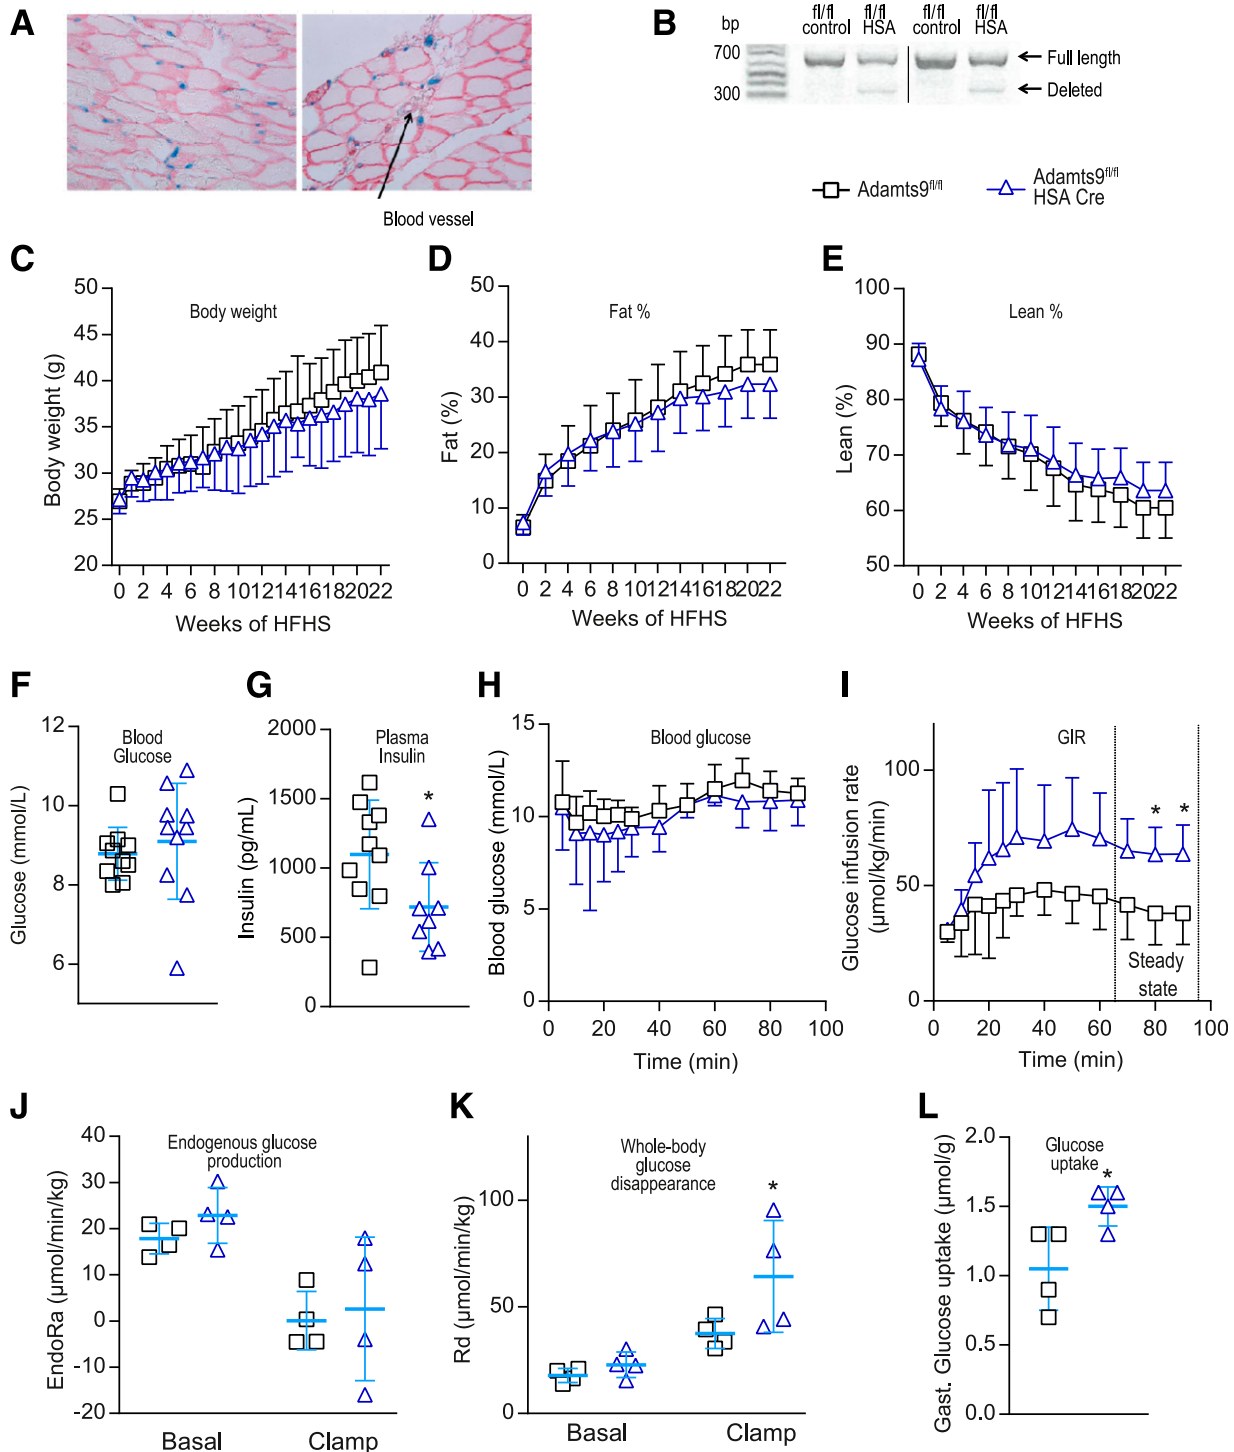 A
Blood vessel
B
bp
fl/fl
control
fl/fl
HSA
fl/fl
control
fl/fl
HSA
700
300
Full length
Deleted
Adamts9fl/fl
Adamts9fl/fl
HSA Cre
C
Body weight
Body weight (g)
50
45
40
35
30
25
20
0 2 4 6 8 10 12 14 16 18 20 22
Weeks of HFHS
D
Fat %
Fat (%)
50
40
30
20
10
0
0 2 4 6 8 10 12 14 16 18 20 22
Weeks of HFHS
E
Lean %
Lean (%)
100
90
80
70
60
50
0 2 4 6 8 10 12 14 16 18 20 22
Weeks of HFHS
F
Blood
Glucose
Glucose (mmol/L)
12
10
8
6
G
Plasma
Insulin
Insulin (pg/mL)
2000
1500
1000
500
0
*
H
Blood glucose
Blood glucose (mmol/L)
15
10
5
0
0 20 40 60 80 100
Time (min)
I
GIR
Glucose infusion rate
(µmol/kg/min)
100
50
0
* *
Steady
state
0 20 40 60 80 100
Time (min)
J
Endogenous glucose
production
EndoRa (µmol/min/kg)
40
30
20
10
0
-10
-20
Basal Clamp
K
Whole-body
glucose
disappearance
Rd (µmol/min/kg)
100
50
0
*
Basal Clamp
L
Glucose
uptake
*
Gast. Glucose uptake (µmol/g)
2.0
1.5
1.0
0.5
0.0